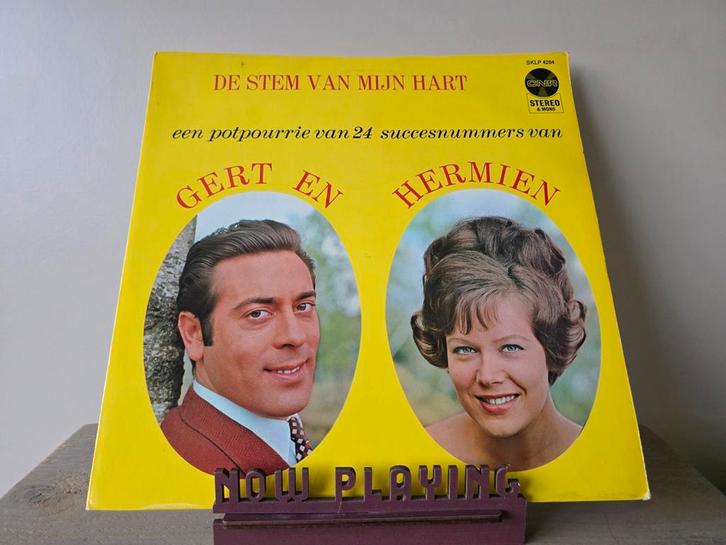 SKLP 4284
DE STEM VAN MIJN HART
CNR
STEREO
& MONO
een potpourrie van 24 succesnummers van
GERT EN HERMIEN
NOW PLAYING